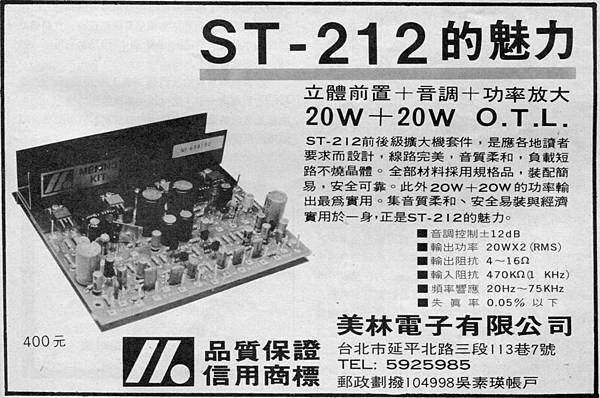 ST-212的魅力
立體前置＋音調＋功率放大
20W＋20W O.T.L.
ST-212前後級擴大機套件，是應各地讀者
要求而設計，線路完美，音質柔和，負載短
路不燒晶體。全部材料採用規格品，裝配簡
易，安全可靠。此外20W＋20W的功率輸
出最爲實用。集音質柔和、安全易裝與經濟
實用於一身，正是ST-212的魅力。
■音調控制±12dB
■輸出功率 20WX2(RMS)
■輸出阻抗 4～16Ω
■輸入阻抗 470KΩ(1 KHz)
■頻率響應 20Hz～75KHz
■失眞率 0.05％以下
MEILING
KIT
400元
品質保證
信用商標
美林電子有限公司
台北市延平北路三段113巷7號
TEL: 5925985
郵政劃撥104998吳素瑛帳戶